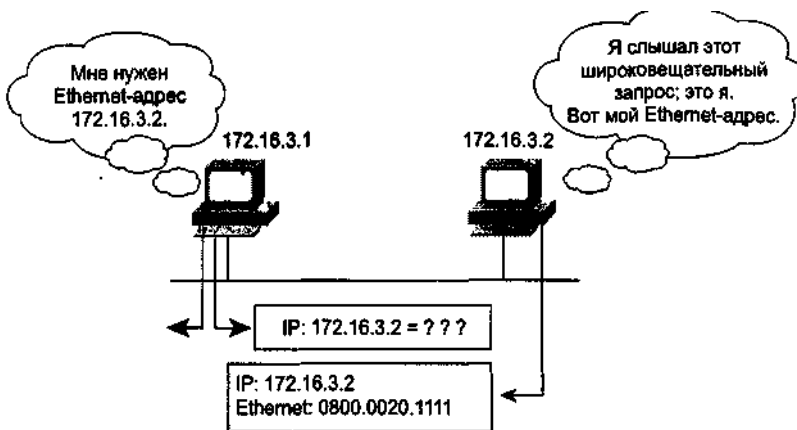 Мне нужен
Ethernet-адрес
172.16.3.2.
Я слышал этот
широковещательный
запрос; это я.
Вот мой Ethernet-адрес.
172.16.3.1
172.16.3.2
IP: 172.16.3.2 = ? ? ?
IP: 172.16.3.2
Ethernet: 0800.0020.1111